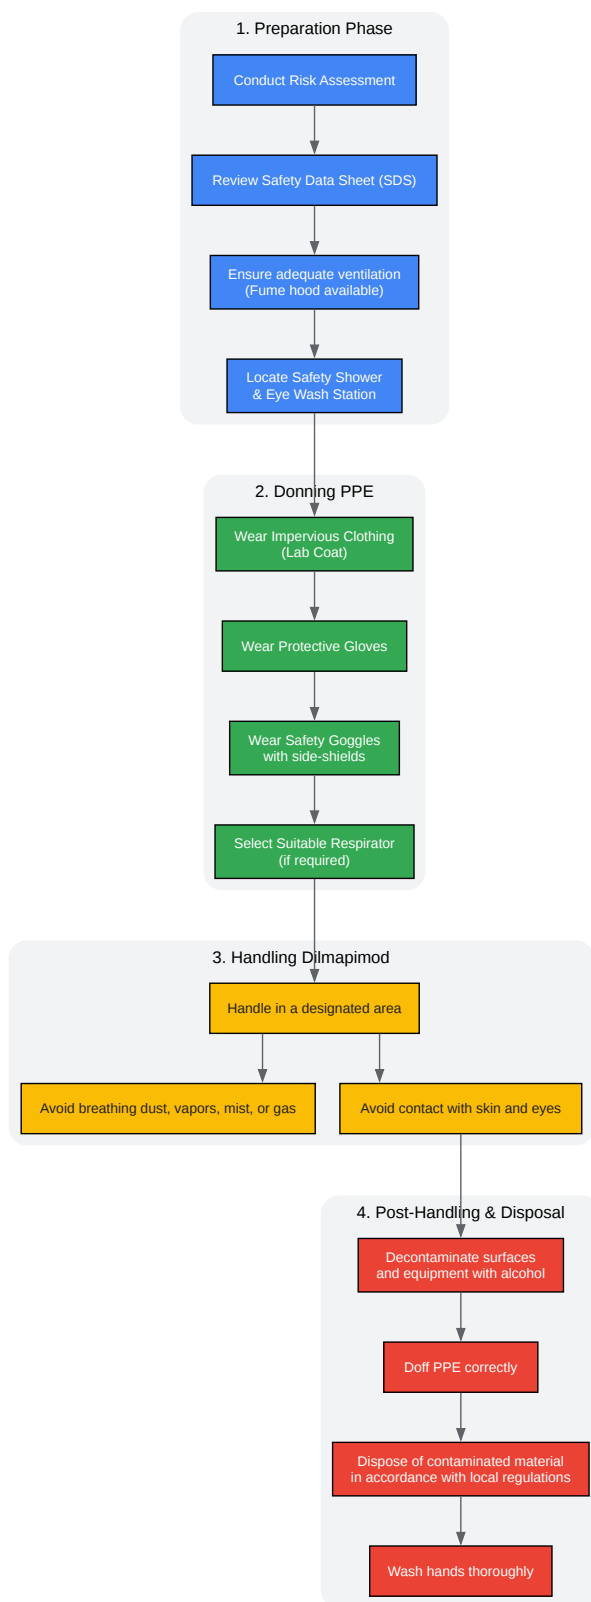 1. Preparation Phase
Conduct Risk Assessment
Review Safety Data Sheet (SDS)
Ensure adequate ventilation
(Fume hood available)
Locate Safety Shower
& Eye Wash Station
2. Donning PPE
Wear Impervious Clothing
(Lab Coat)
Wear Protective Gloves
Wear Safety Goggles
with side-shields
Select Suitable Respirator
(if required)
3. Handling Dilmapimod
Handle in a designated area
Avoid breathing dust, vapors, mist, or gas
Avoid contact with skin and eyes
4. Post-Handling & Disposal
Decontaminate surfaces
and equipment with alcohol
Doff PPE correctly
Dispose of contaminated material
in accordance with local regulations
Wash hands thoroughly